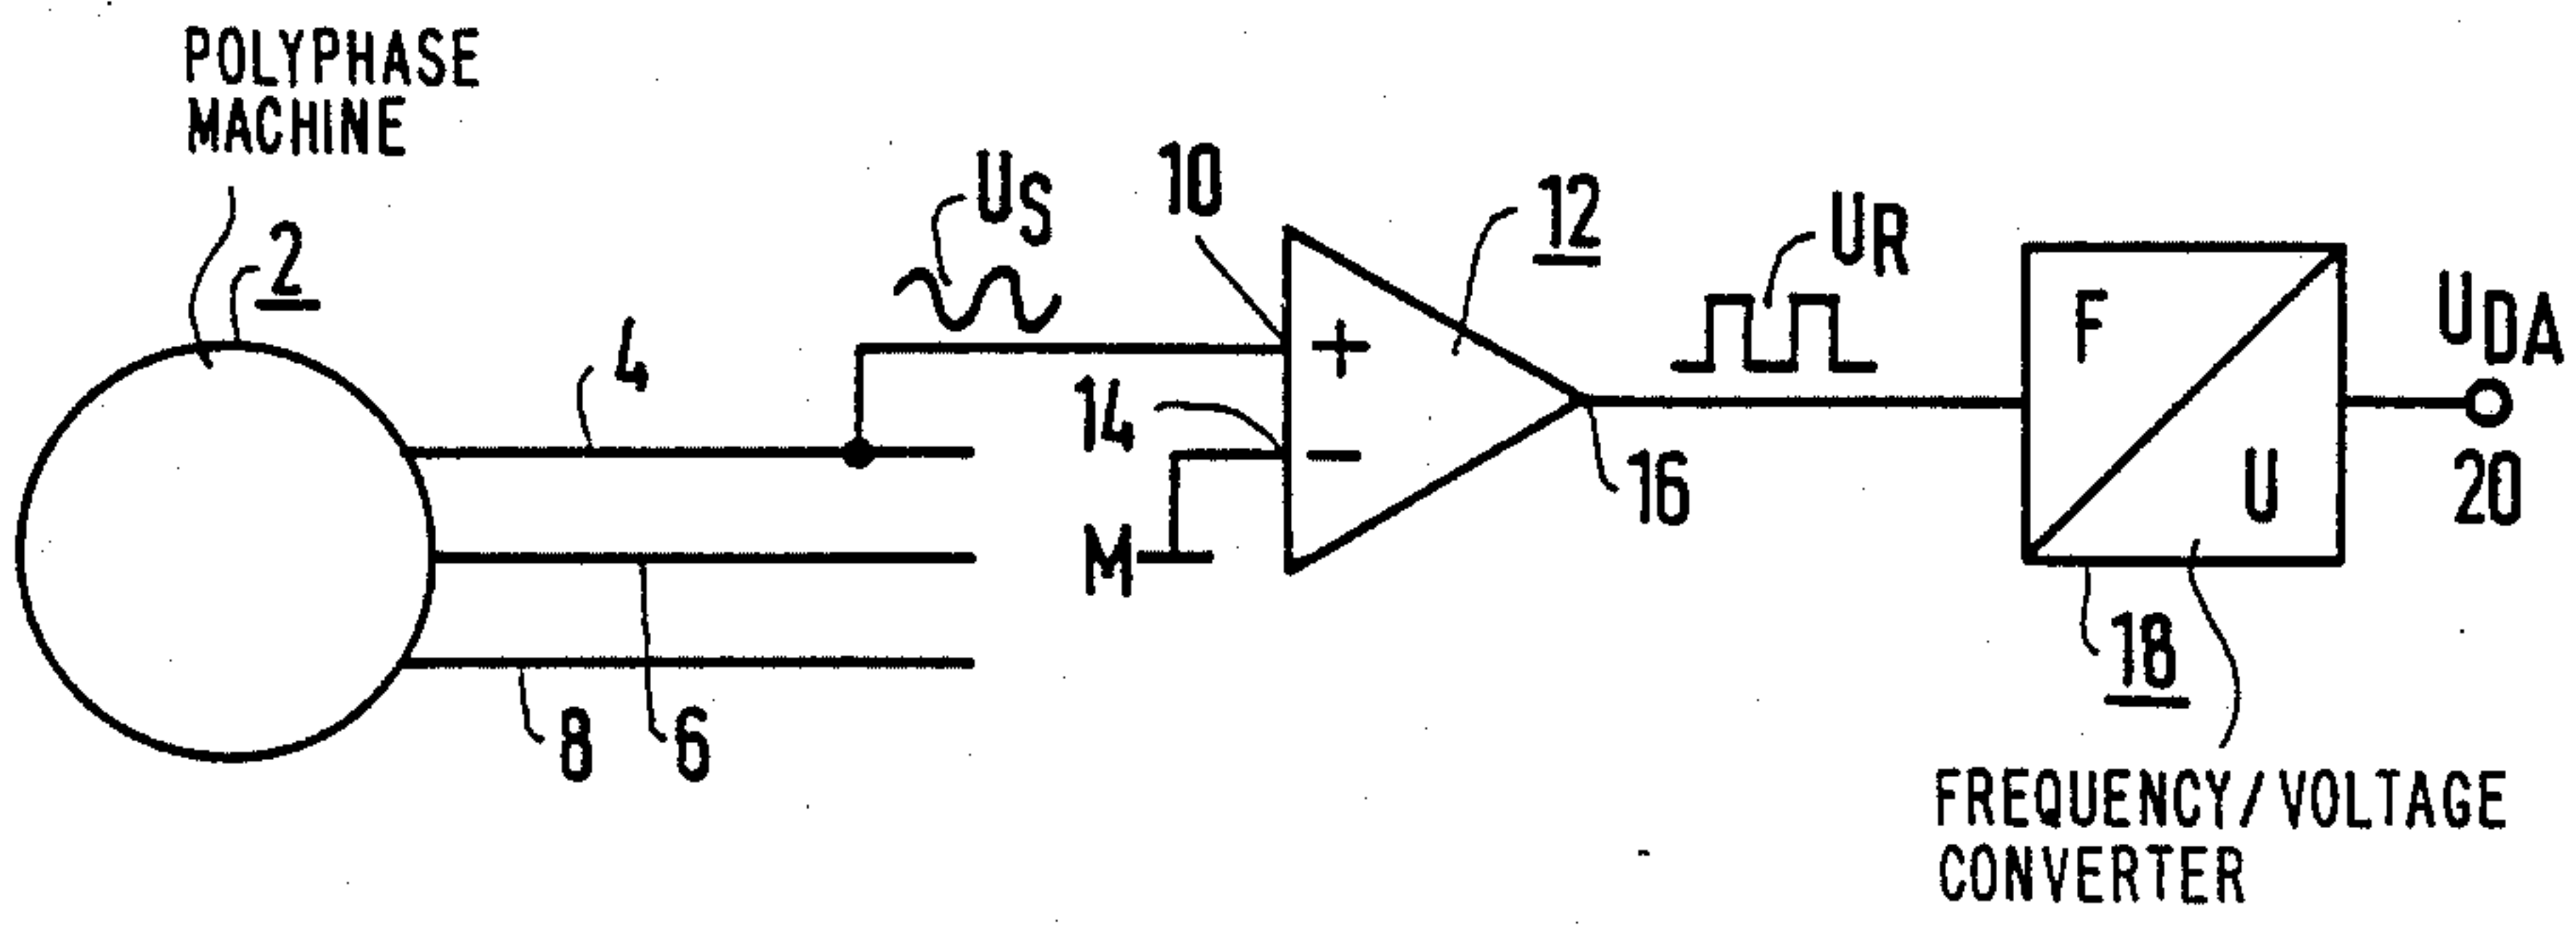 POLYPHASE
MACHINE
2
4
6
8
US
10
12
14
M
+
−
16
UR
F
U
18
UDA
20
FREQUENCY/VOLTAGE
CONVERTER